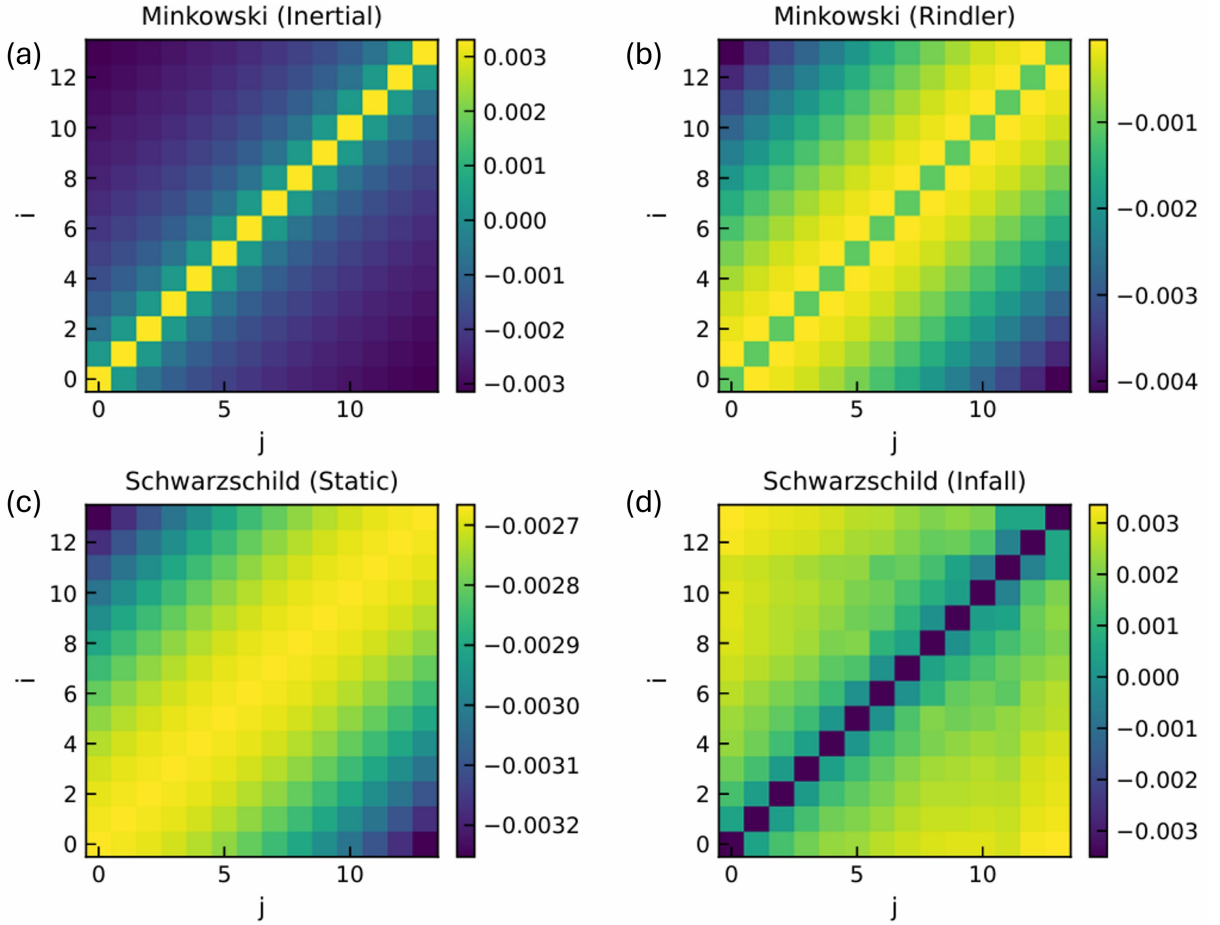 Minkowski (Inertial)
(a)
12
10
8
6
4
2
0
i
0 5 10
j
0.003
0.002
0.001
0.000
−0.001
−0.002
−0.003
Minkowski (Rindler)
(b)
12
10
8
6
4
2
0
i
0 5 10
j
−0.001
−0.002
−0.003
−0.004
Schwarzschild (Static)
(c)
12
10
8
6
4
2
0
i
0 5 10
j
−0.0027
−0.0028
−0.0029
−0.0030
−0.0031
−0.0032
Schwarzschild (Infall)
(d)
12
10
8
6
4
2
0
i
0 5 10
j
0.003
0.002
0.001
0.000
−0.001
−0.002
−0.003